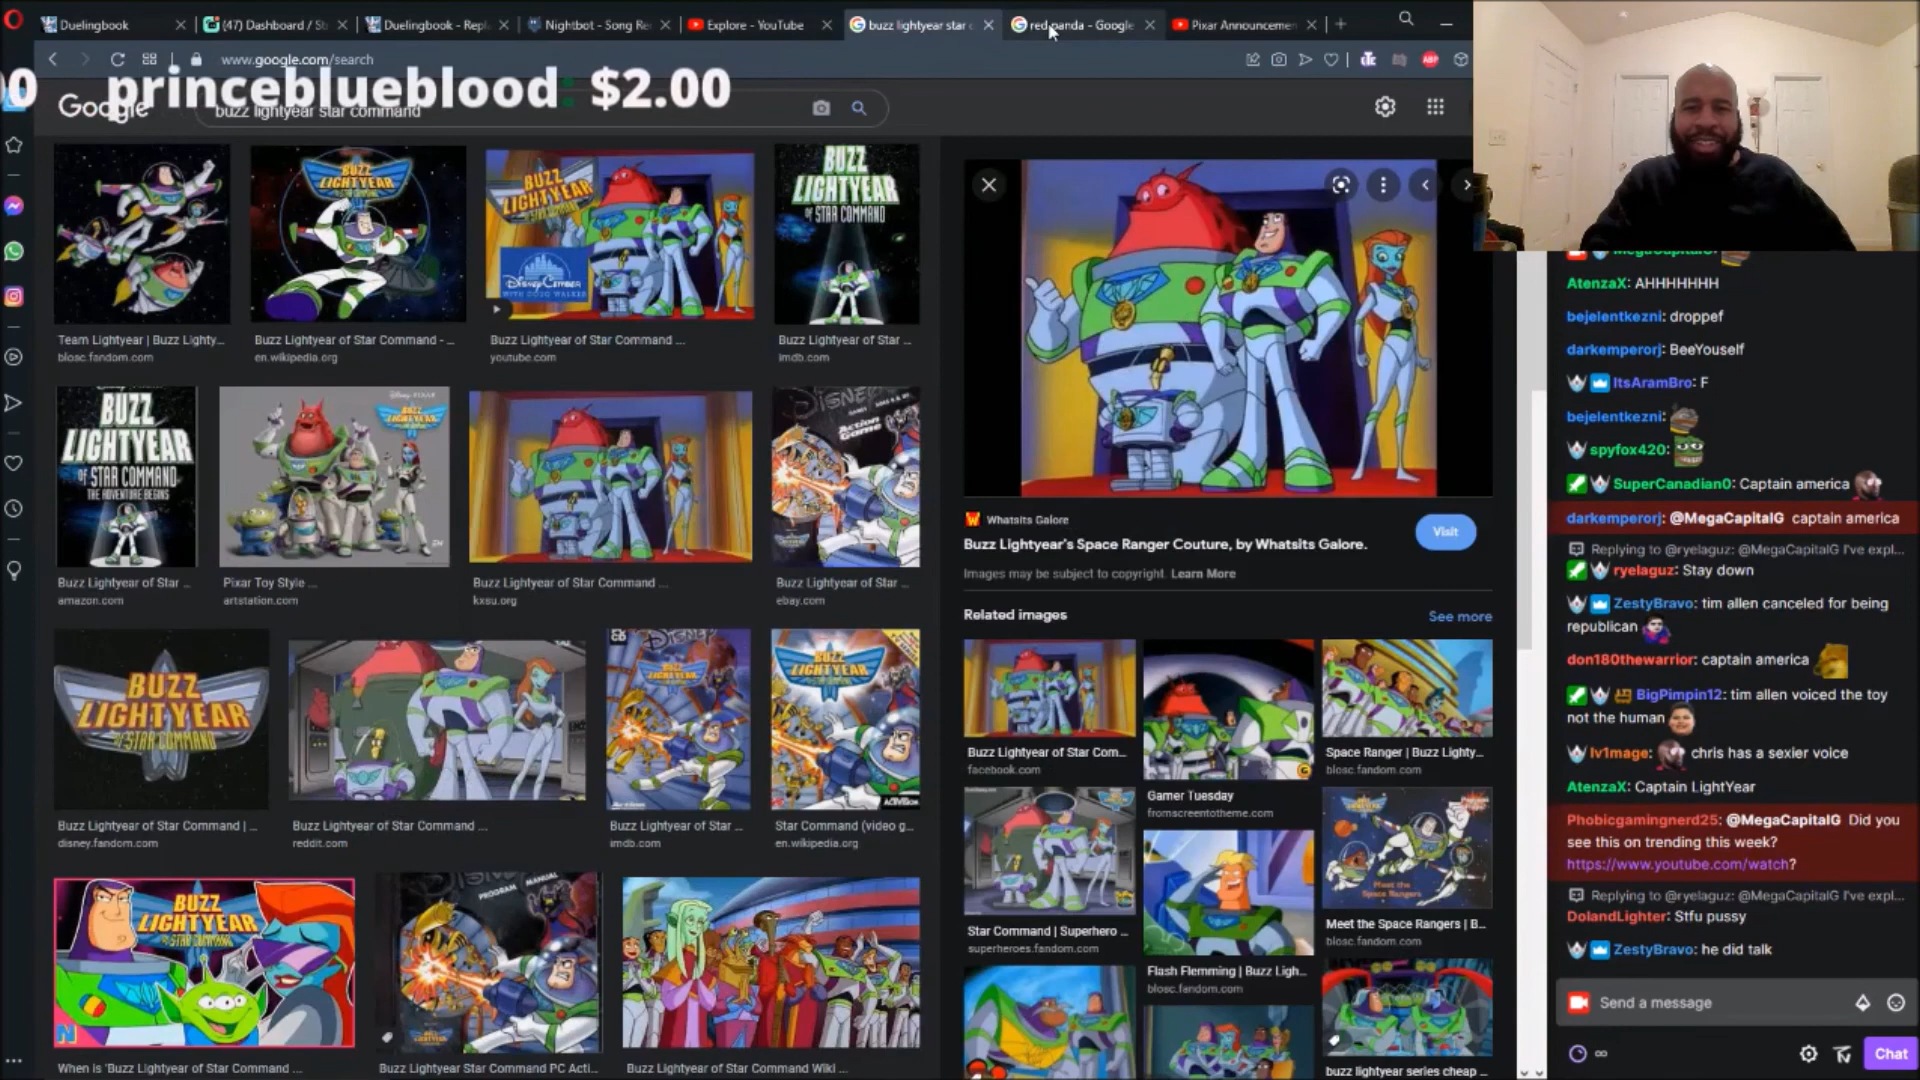 Duelingbook
(47) Dashboard / St
Duelingbook - Repl
Nightbot - Song Re
Explore - YouTube
buzz lightyear star c
red panda - Google
Pixar Announcemen
www.google.com/search
princeblueblood: $2.00
Google
buzz lightyear star command
Team Lightyear | Buzz Lighty...
blosc.fandom.com
Buzz Lightyear of Star Command - ...
en.wikipedia.org
Buzz Lightyear of Star Command ...
youtube.com
Buzz Lightyear of Star ...
imdb.com
Buzz Lightyear of Star ...
amazon.com
Pixar Toy Style ...
artstation.com
Buzz Lightyear of Star Command ...
kxsu.org
Buzz Lightyear of Star ...
ebay.com
Buzz Lightyear of Star Command | ...
disney.fandom.com
Buzz Lightyear of Star Command ...
reddit.com
Buzz Lightyear of Star ...
imdb.com
Star Command (video g...
en.wikipedia.org
When is 'Buzz Lightyear of Star Command ...
Buzz Lightyear Star Command PC Acti...
Buzz Lightyear of Star Command Wiki ...
Whatsits Galore
Buzz Lightyear's Space Ranger Couture, by Whatsits Galore.
Visit
Images may be subject to copyright. Learn More
Related images
See more
Buzz Lightyear of Star Com...
facebook.com
Gamer Tuesday
fromscreentotheme.com
Space Ranger | Buzz Lighty...
blosc.fandom.com
Star Command | Superhero ...
superheroes.fandom.com
Flash Flemming | Buzz Ligh...
blosc.fandom.com
Meet the Space Rangers | B...
blosc.fandom.com
buzz lightyear series cheap ...
MegaCapitalG:
AtenzaX: AHHHHHHH
bejelentkezni: droppef
darkemperorj: BeeYouself
ItsAramBro: F
bejelentkezni:
spyfox420:
SuperCanadian0: Captain america
darkemperorj: @MegaCapitalG captain america
Replying to @ryelaguz: @MegaCapitalG I've expl...
ryelaguz: Stay down
ZestyBravo: tim allen canceled for being
republican
don180thewarrior: captain america
BigPimpin12: tim allen voiced the toy
not the human
lv1mage: chris has a sexier voice
AtenzaX: Captain LightYear
Phobicgamingnerd25: @MegaCapitalG Did you
see this on trending this week?
https://www.youtube.com/watch?
Replying to @ryelaguz: @MegaCapitalG I've expl...
DolandLighter: Stfu pussy
ZestyBravo: he did talk
Send a message
Chat